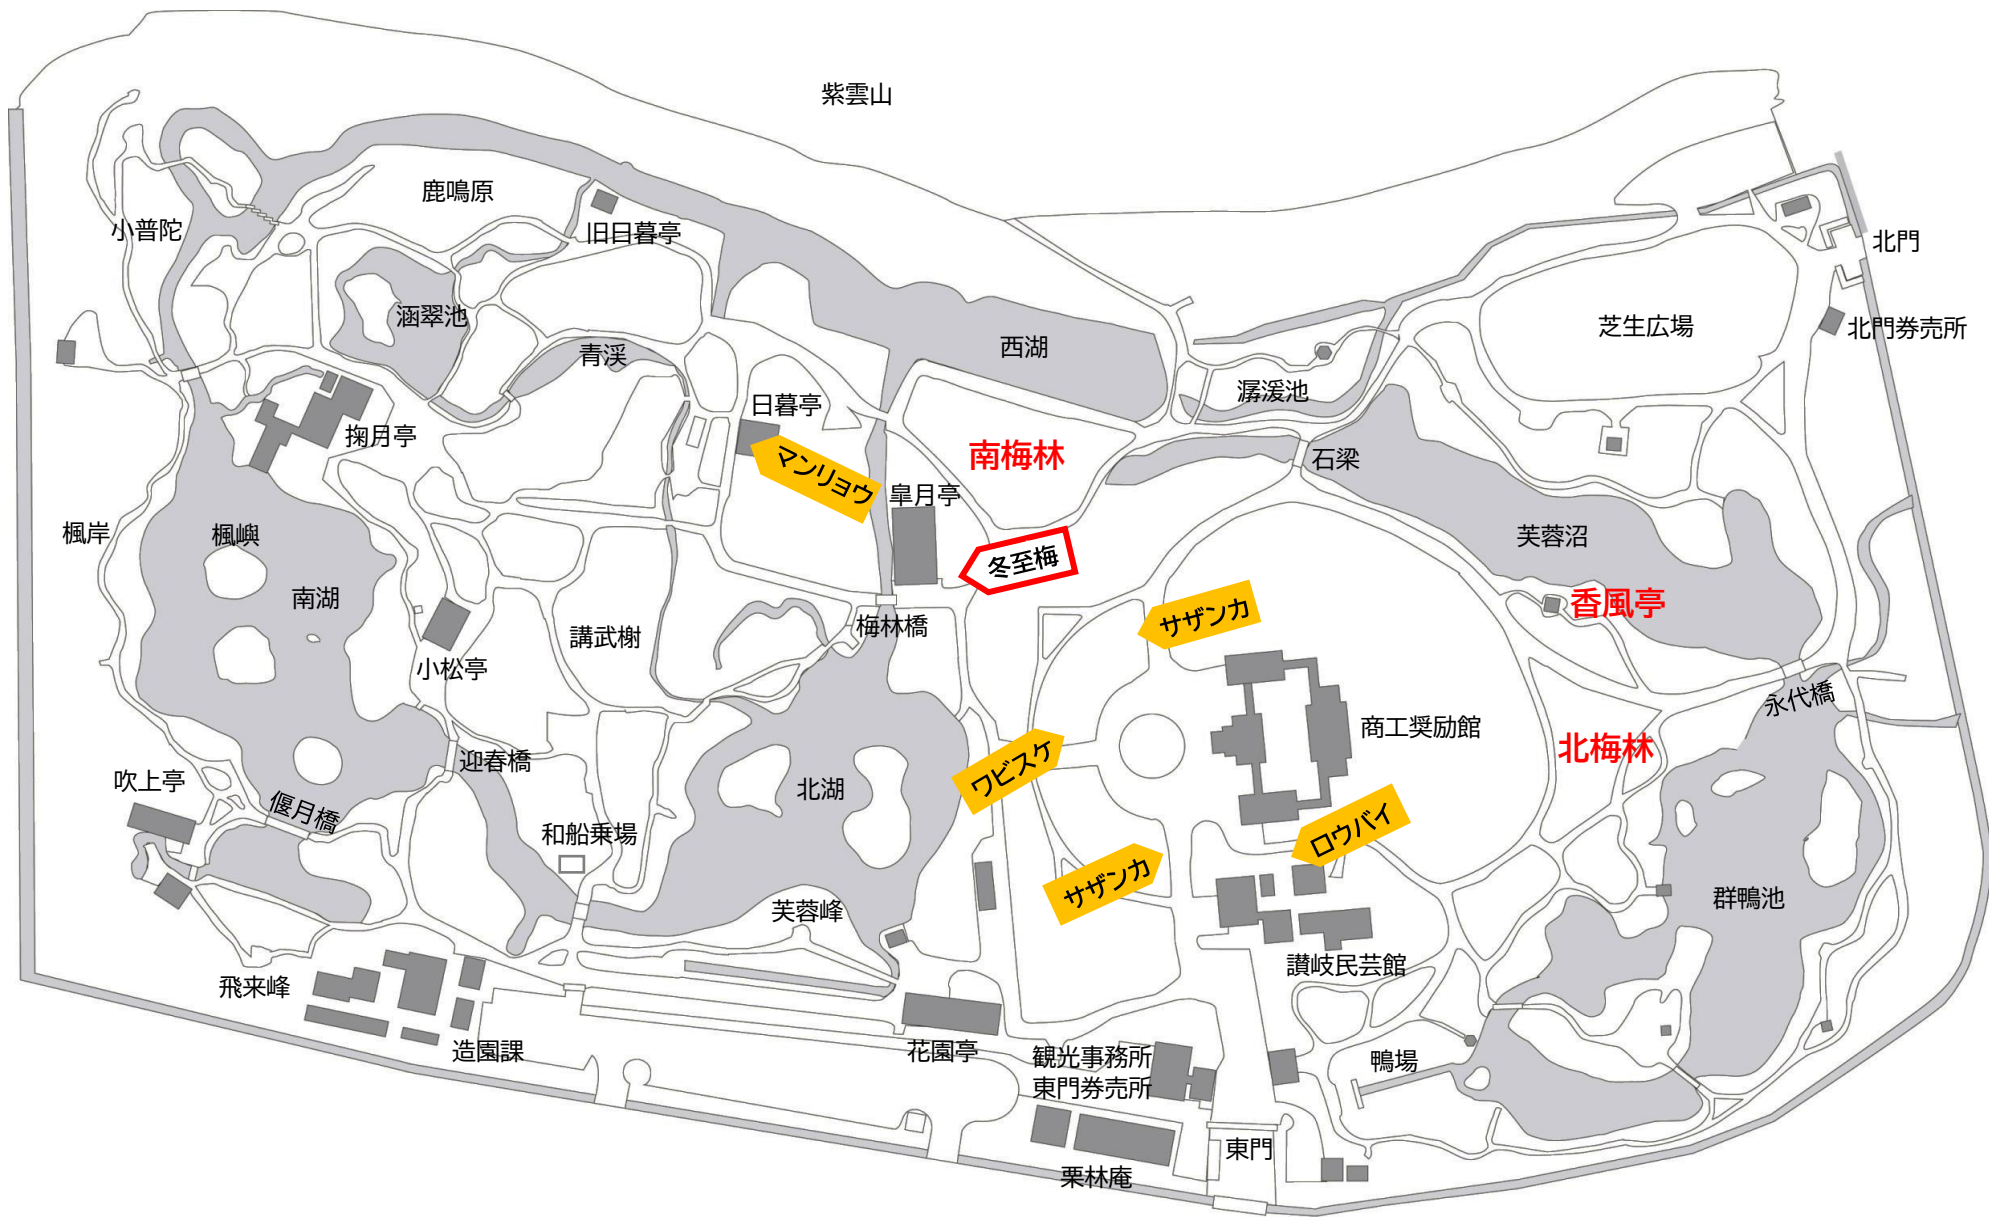 紫雲山
鹿鳴原
小普陀
旧日暮亭
北門
涵翠池
青渓
西湖
芝生広場
北門券売所
潺湲池
日暮亭
掬月亭
南梅林
石梁
マンリョウ
皐月亭
楓岸
楓嶼
芙蓉沼
冬至梅
南湖
香風亭
サザンカ
梅林橋
講武榭
小松亭
永代橋
商工奨励館
北梅林
迎春橋
ワビスケ
吹上亭
北湖
偃月橋
和船乗場
ロウバイ
サザンカ
群鴨池
芙蓉峰
讃岐民芸館
飛来峰
造園課
花園亭
観光事務所
東門券売所
鴨場
東門
栗林庵